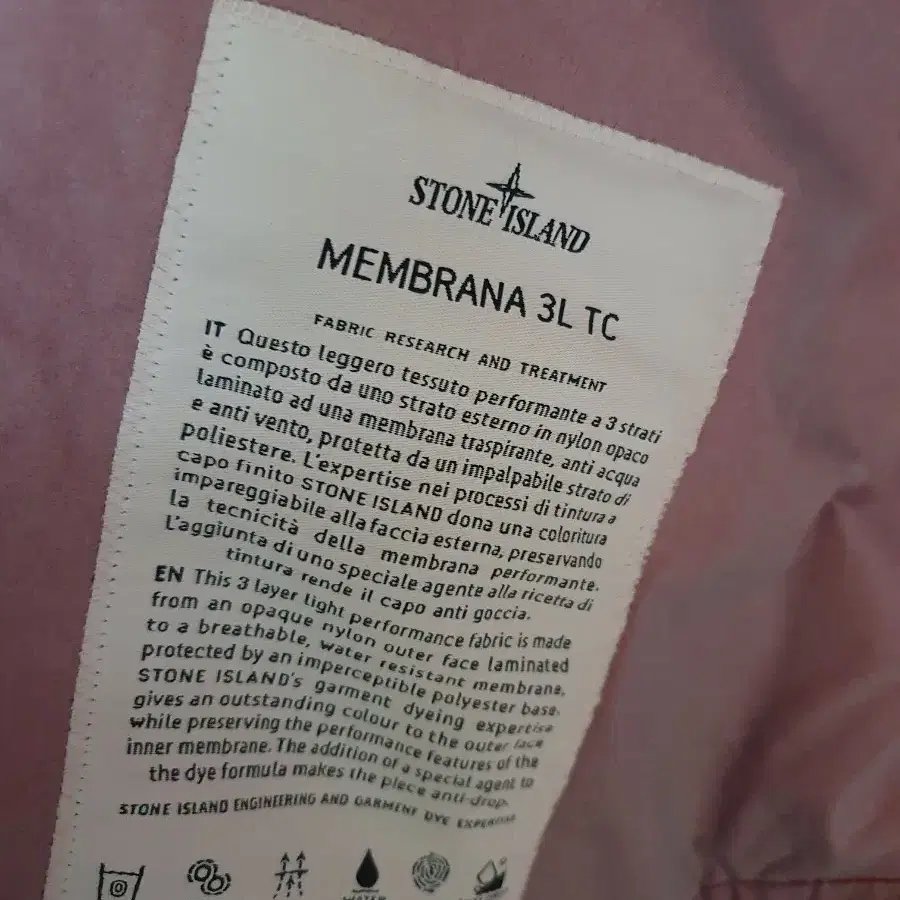 STONE ISLAND
MEMBRANA 3L TC
FABRIC RESEARCH AND TREATMENT
IT Questo leggero tessuto performante a 3 strati
è composto da uno strato esterno in nylon opaco
laminato ad una membrana traspirante, anti acqua
e anti vento, protetta da un impalpabile strato di
poliestere. L'expertise nei processi di tintura a
capo finito STONE ISLAND dona una coloritura
impareggiabile alla faccia esterna, preservando
la tecnicità della membrana performante.
L'aggiunta di uno speciale agente alla ricetta di
tintura rende il capo anti goccia.
EN This 3 layer light performance fabric is made
from an opaque nylon outer face laminated
to a breathable, water resistant membrane,
protected by an imperceptible polyester base.
STONE ISLAND's garment dyeing expertise
gives an outstanding colour to the outer face
while preserving the performance features of the
inner membrane. The addition of a special agent to
the dye formula makes the piece anti-drop.
STONE ISLAND ENGINEERING AND GARMENT DYE EXPERTISE
WATER